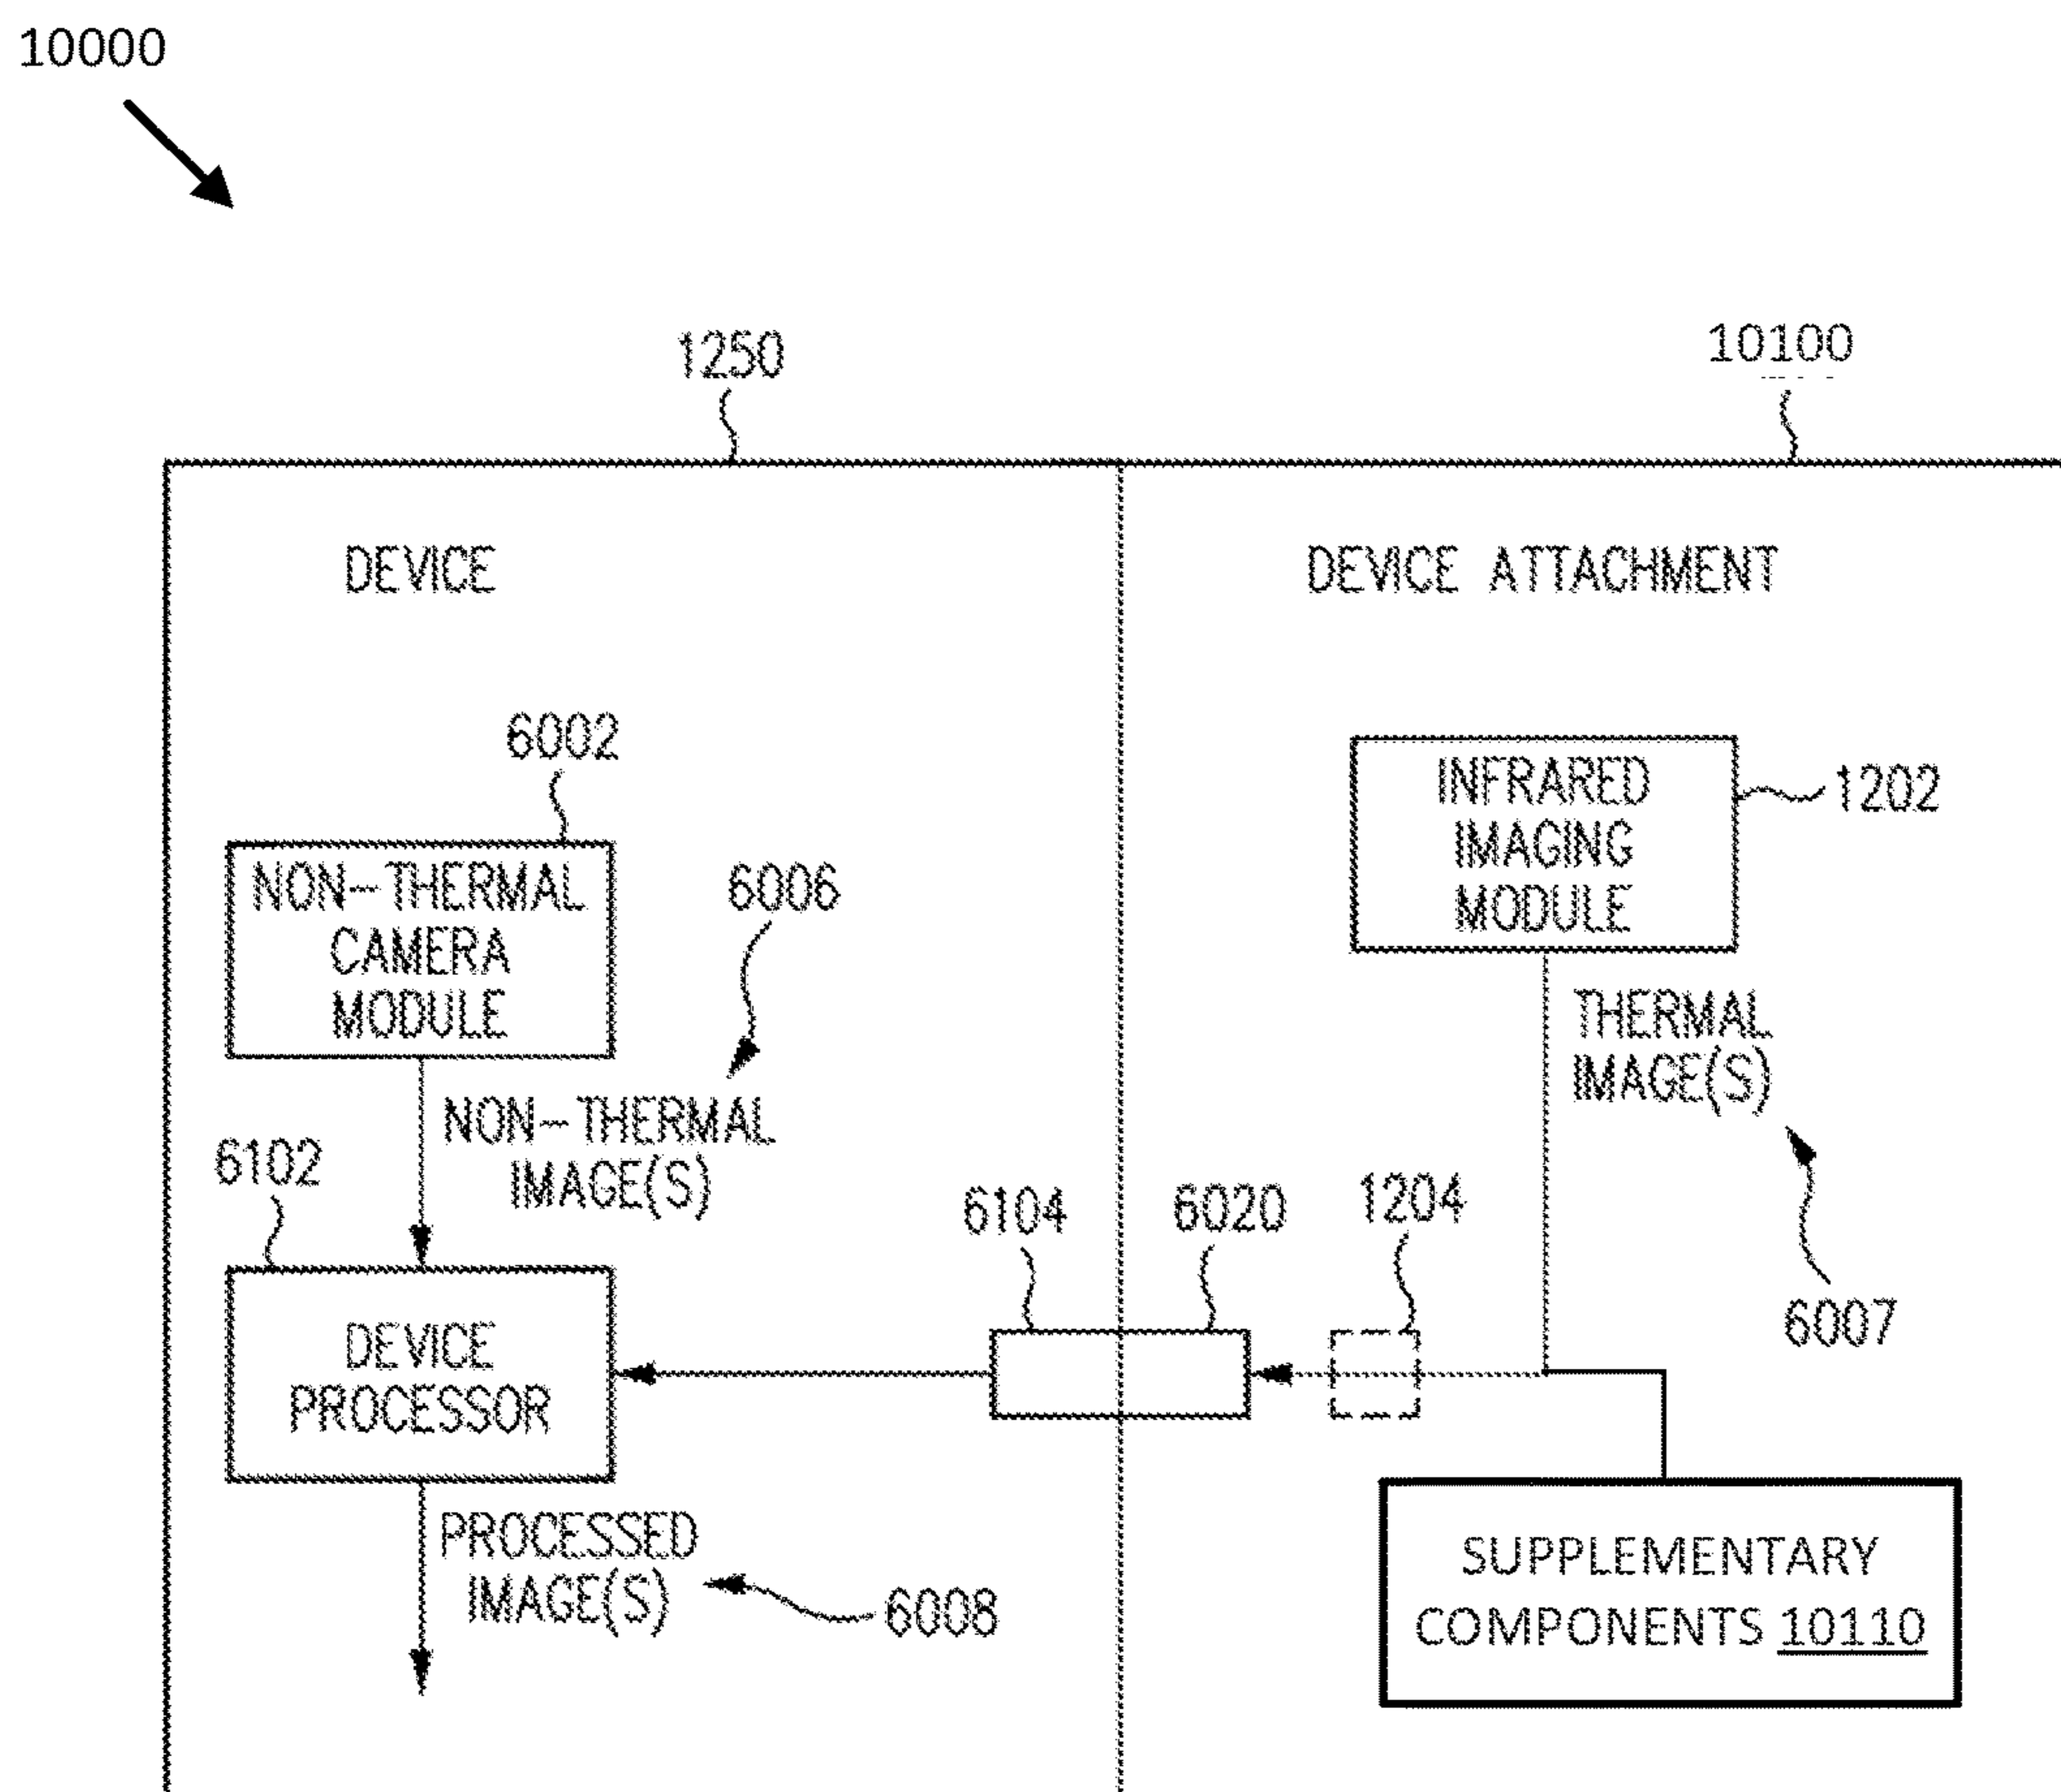 10000
1250
10100
DEVICE
DEVICE ATTACHMENT
6002
NON-THERMAL
CAMERA
MODULE
6006
INFRARED
IMAGING
MODULE
1202
NON-THERMAL
IMAGE(S)
THERMAL
IMAGE(S)
6007
6102
DEVICE
PROCESSOR
6104
6020
1204
PROCESSED
IMAGE(S)
6008
SUPPLEMENTARY
COMPONENTS 10110